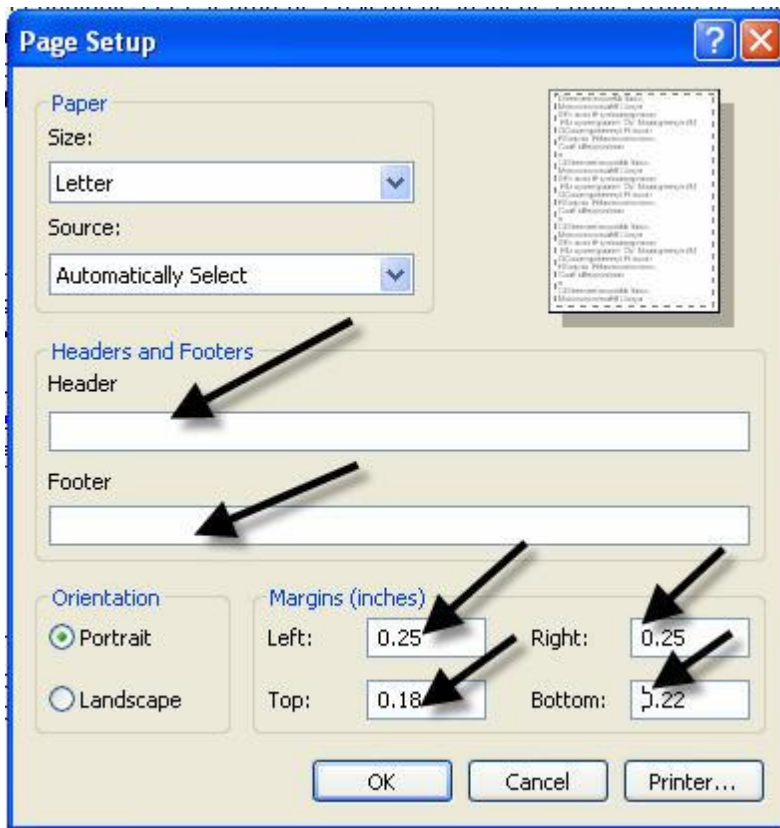 Page Setup
Paper
Size:
Letter
Source:
Automatically Select
Headers and Footers
Header
Footer
Orientation
Portrait
Landscape
Margins (inches)
Left: 0.25 Right: 0.25
Top: 0.18 Bottom: 0.22
OK Cancel Printer...